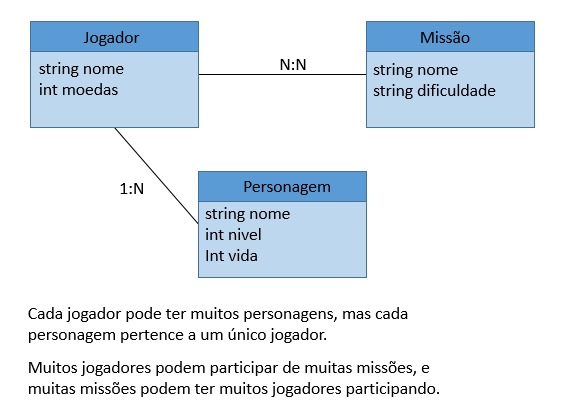 Jogador
string nome
int moedas
N:N
Missão
string nome
string dificuldade
1:N
Personagem
string nome
int nivel
Int vida
Cada jogador pode ter muitos personagens, mas cada
personagem pertence a um único jogador.
Muitos jogadores podem participar de muitas missões, e
muitas missões podem ter muitos jogadores participando.